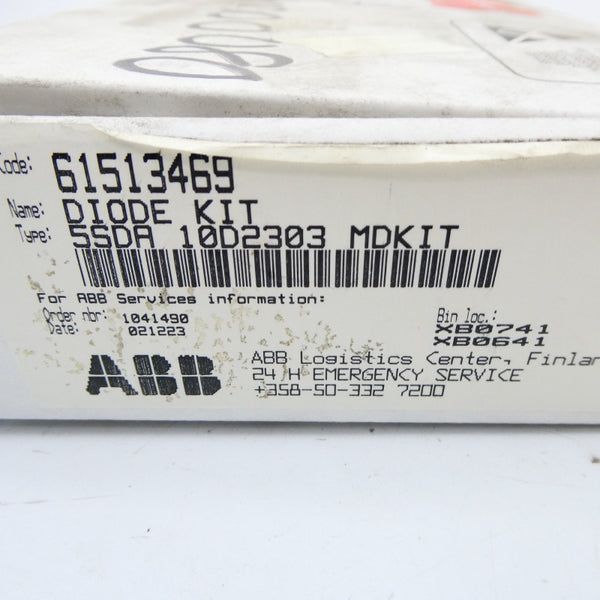 Code: 61513469
Name: DIODE KIT
Type: 5SDA 10D2303 MDKIT
For ABB Services information:
Order nbr: 1041490
Date: 021223
Bin loc.:
XB0741
XB0641
ABB
ABB Logistics Center, Finlan
24 H EMERGENCY SERVICE
+358-50-332 7200